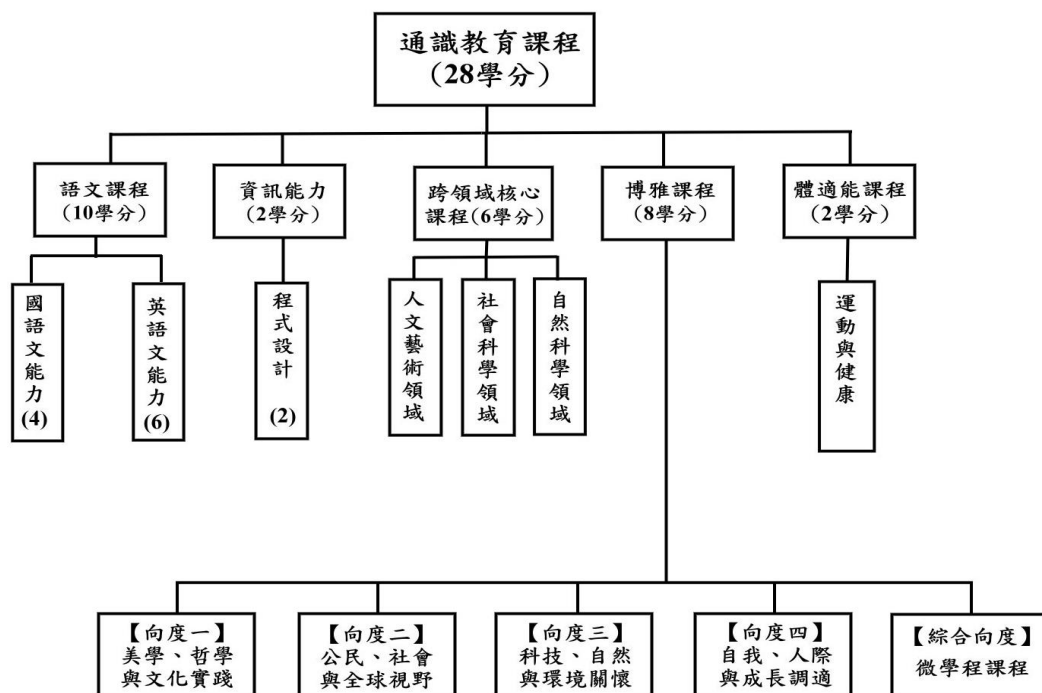 通識教育課程
(28學分)
語文課程
(10學分)
資訊能力
(2學分)
跨領域核心
課程(6學分)
博雅課程
(8學分)
體適能課程
(2學分)
國語文能力(4)
英語文能力(6)
程式設計(2)
人文藝術領域
社會科學領域
自然科學領域
運動與健康
【向度一】
美學、哲學
與文化實踐
【向度二】
公民、社會
與全球視野
【向度三】
科技、自然
與環境關懷
【向度四】
自我、人際
與成長調適
【綜合向度】
微學程課程